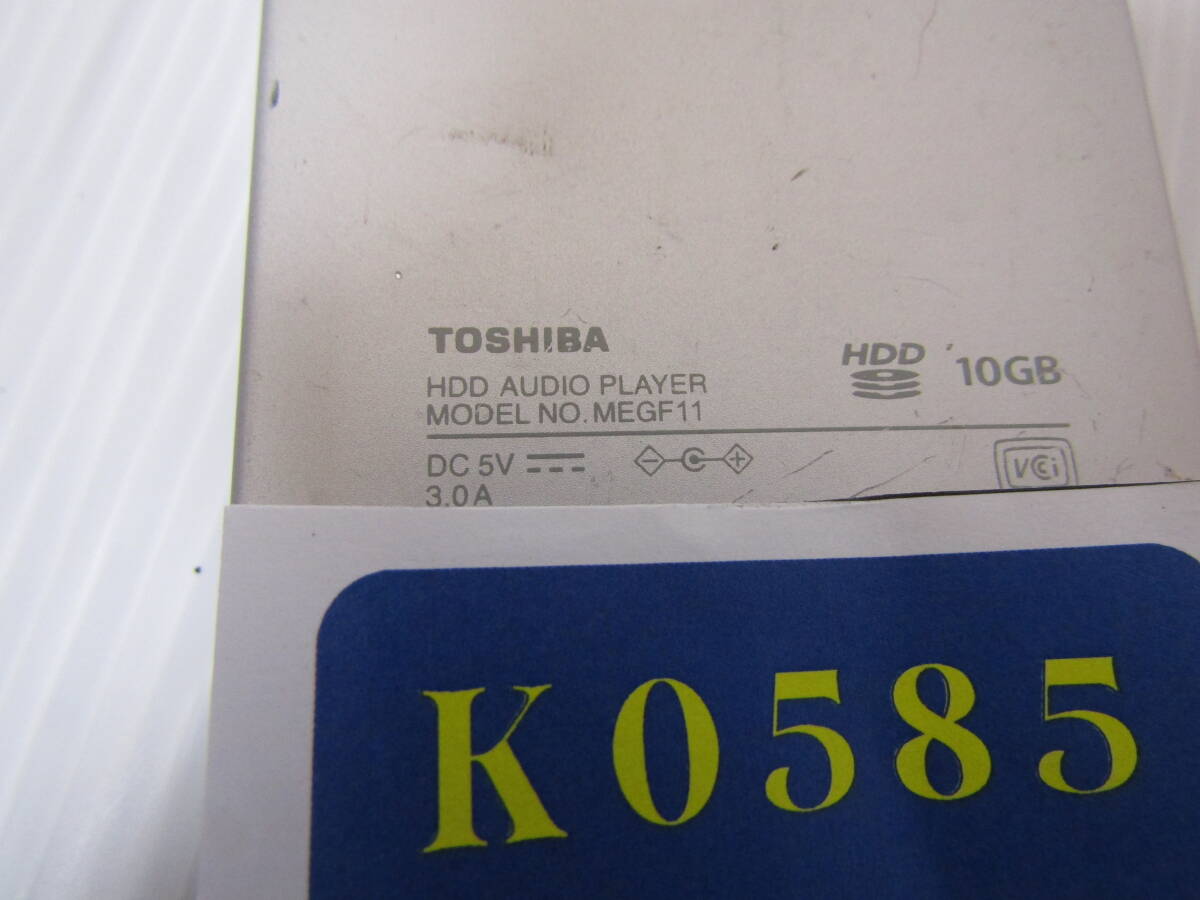 TOSHIBA
HDD AUDIO PLAYER
MODEL NO. MEGF11
HDD 10GB
DC 5V
3.0A
VCCI
K0585